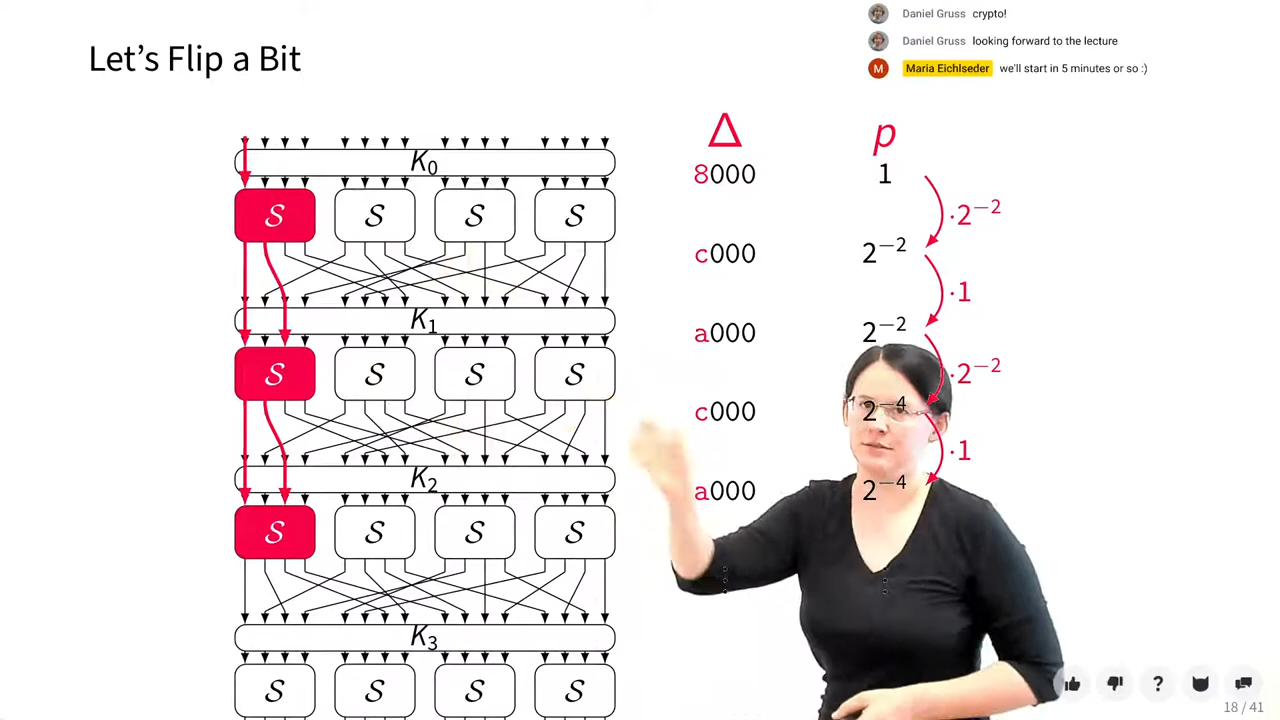 Daniel Gruss crypto!
Daniel Gruss looking forward to the lecture
M Maria Eichlseder we'll start in 5 minutes or so :)
Let's Flip a Bit
Δ p
K₀
8000 1
S S S S
·2⁻²
c000 2⁻²
·1
K₁
a000 2⁻²
S S S S
·2⁻²
c000 2⁻⁴
·1
K₂
a000 2⁻⁴
S S S S
⋮ ⋮
K₃
S S S S
?
18 / 41